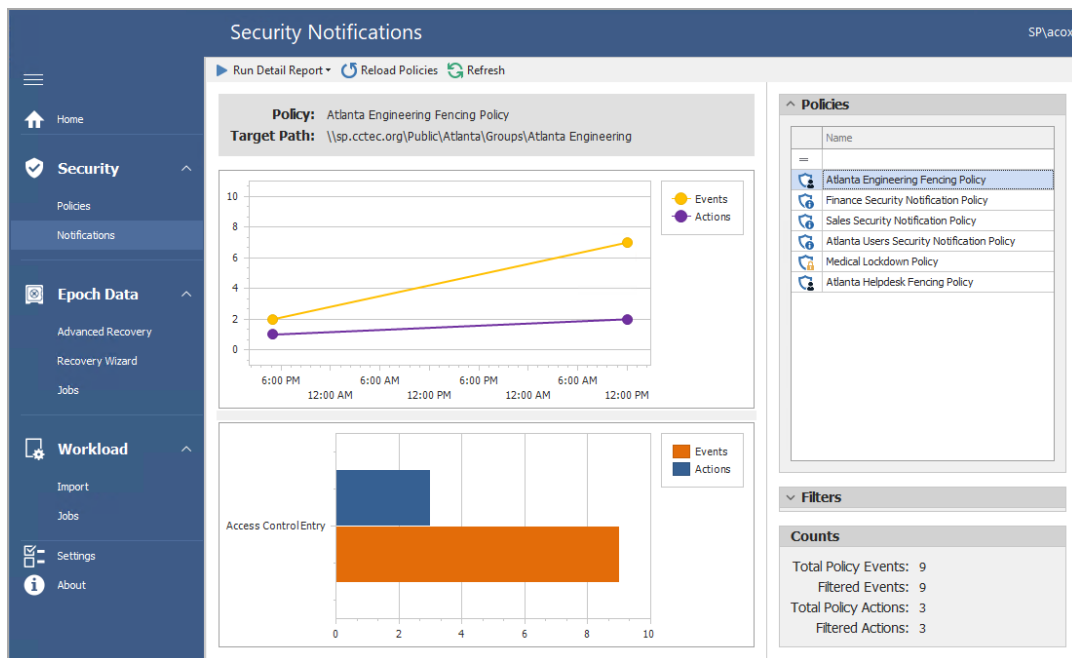 Security Notifications
SP\acox
Run Detail Report
Reload Policies
Refresh
Home
Security
Policies
Notifications
Epoch Data
Advanced Recovery
Recovery Wizard
Jobs
Workload
Import
Jobs
Settings
About
Policy: Atlanta Engineering Fencing Policy
Target Path: \\sp.cctec.org\Public\Atlanta\Groups\Atlanta Engineering
10
8
6
4
2
0
6:00 PM 6:00 AM 6:00 PM 6:00 AM
12:00 AM 12:00 PM 12:00 AM 12:00 PM
Events
Actions
Access Control Entry
0 2 4 6 8 10
Events
Actions
Policies
Name
=
Atlanta Engineering Fencing Policy
Finance Security Notification Policy
Sales Security Notification Policy
Atlanta Users Security Notification Policy
Medical Lockdown Policy
Atlanta Helpdesk Fencing Policy
Filters
Counts
Total Policy Events: 9
Filtered Events: 9
Total Policy Actions: 3
Filtered Actions: 3